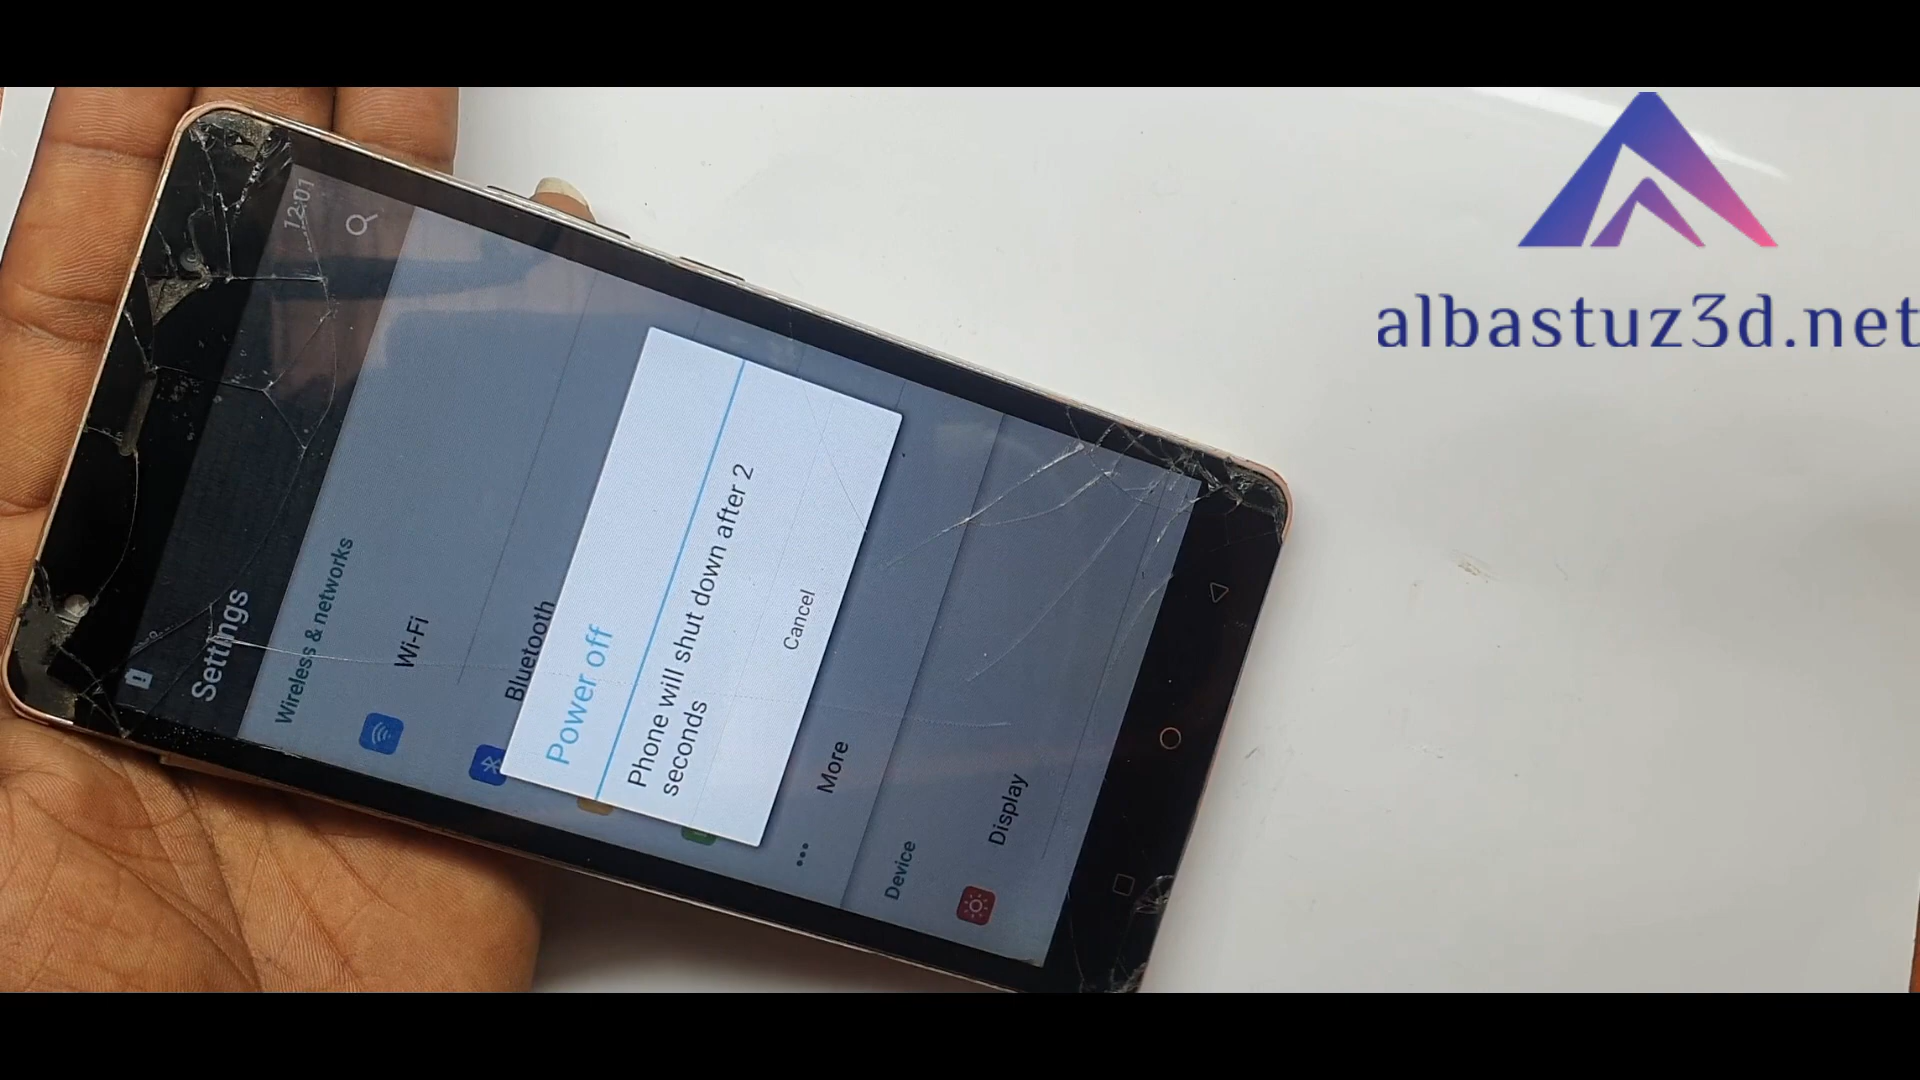 12:01
Settings
Wireless & networks
Wi-Fi
Bluetooth
Power off
Phone will shut down after 2
seconds
Cancel
More
Device
Display
albastuz3d.net